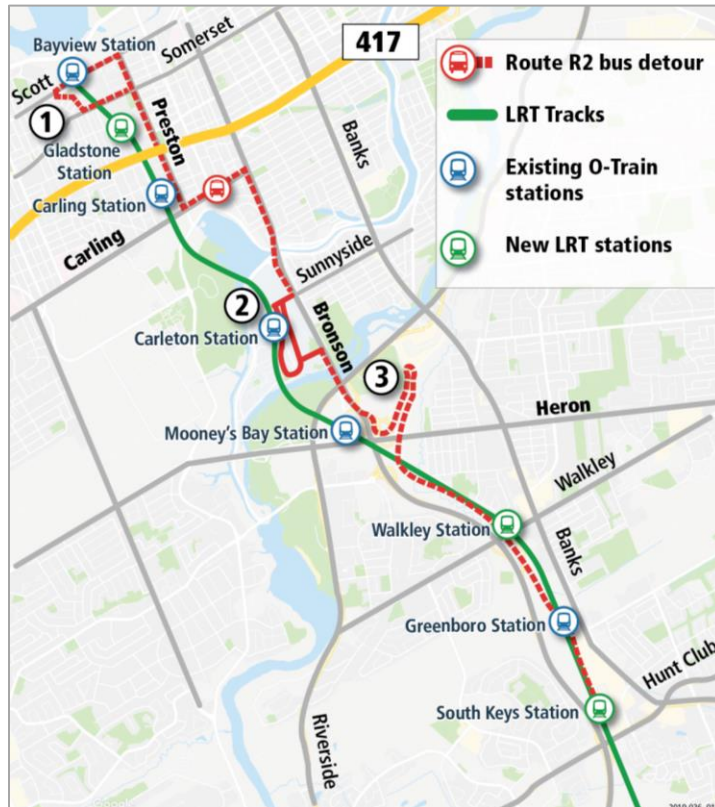 Bayview Station
Somerset
417
Scott
1
Preston
Banks
Gladstone
Station
Carling Station
Carling
Route R2 bus detour
LRT Tracks
Existing O-Train
stations
New LRT stations
Sunnyside
2
Carleton Station
Bronson
3
Mooney's Bay Station
Heron
Walkley
Walkley Station
Banks
Greenboro Station
Hunt Club
South Keys Station
Riverside